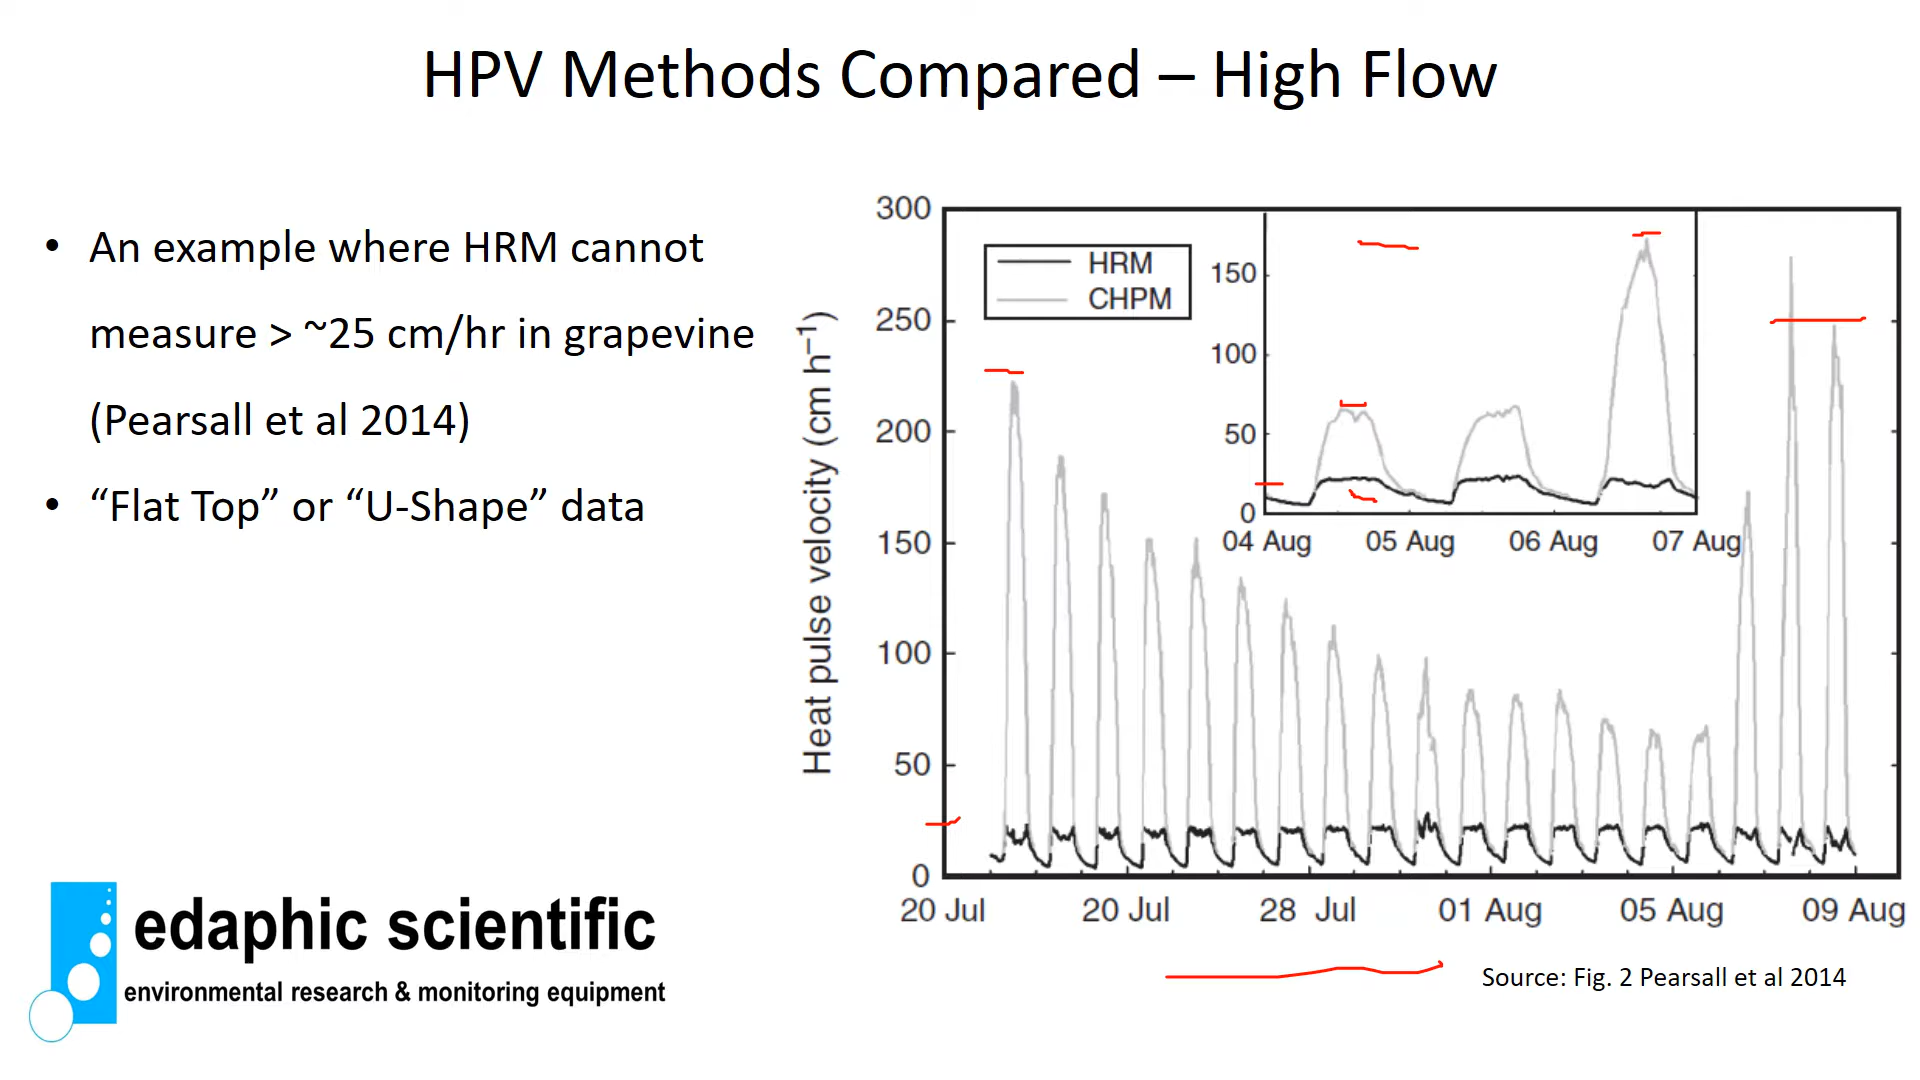 HPV Methods Compared – High Flow
• An example where HRM cannot
measure > ~25 cm/hr in grapevine
(Pearsall et al 2014)
• “Flat Top” or “U-Shape” data
Heat pulse velocity (cm h⁻¹)
300
250
200
150
100
50
0
HRM
CHPM
150
100
50
0
04 Aug 05 Aug 06 Aug 07 Aug
20 Jul 20 Jul 28 Jul 01 Aug 05 Aug 09 Aug
Source: Fig. 2 Pearsall et al 2014
edaphic scientific
environmental research & monitoring equipment